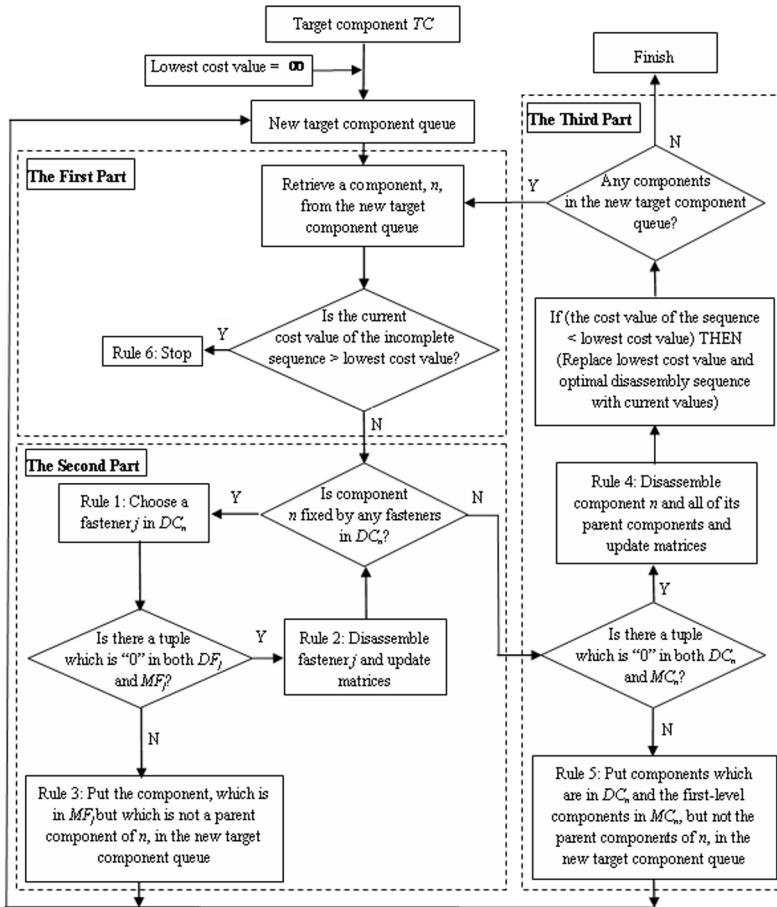 Target component TC
Lowest cost value = ∞
New target component queue
The First Part
Retrieve a component, n,
from the new target
component queue
Is the current
cost value of the incomplete
sequence > lowest cost value?
Y
Rule 6: Stop
N
The Second Part
Is component
n fixed by any fasteners
in DCn?
Y
N
Rule 1: Choose a
fastener j in DCn
Is there a tuple
which is “0” in both DFj
and MFj?
Y
Rule 2: Disassemble
fastener j and update
matrices
N
Rule 3: Put the component, which is
in MFj but which is not a parent
component of n, in the new target
component queue
Finish
The Third Part
N
Y
Any components
in the new target component
queue?
If (the cost value of the sequence
< lowest cost value) THEN
(Replace lowest cost value and
optimal disassembly sequence
with current values)
Rule 4: Disassemble
component n and all of its
parent components and
update matrices
Y
Is there a tuple
which is “0” in both DCn
and MCn?
N
Rule 5: Put components which
are in DCn and the first-level
components in MCn, but not the
parent components of n, in the
new target component queue